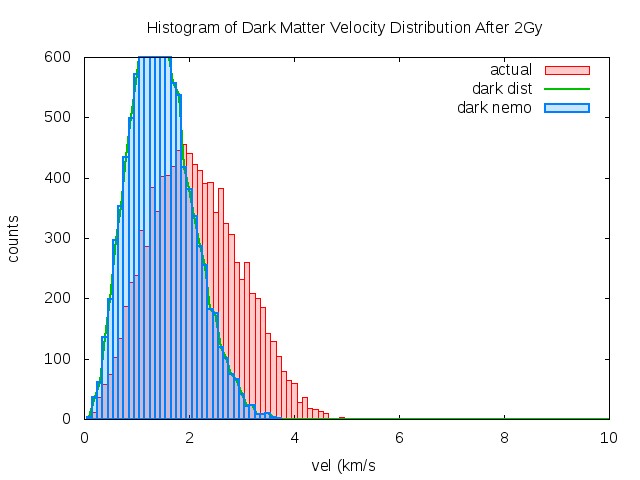 Histogram of Dark Matter Velocity Distribution After 2Gy
600
500
400
300
200
100
0
counts
actual
dark dist
dark nemo
0 2 4 6 8 10
vel (km/s